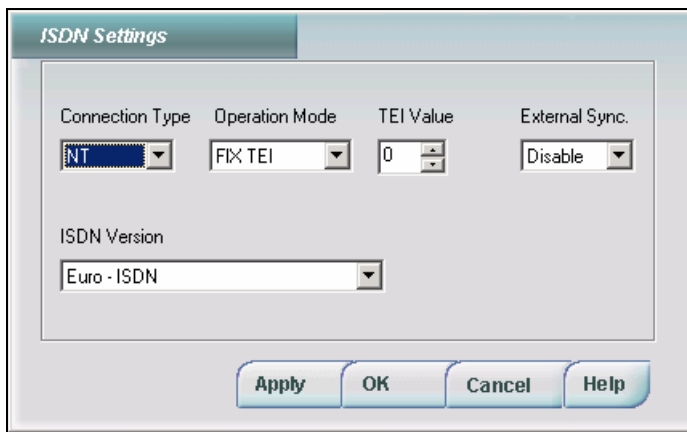 ISDN Settings
Connection Type Operation Mode TEI Value External Sync.
NT FIX TEI 0 Disable
ISDN Version
Euro - ISDN
Apply OK Cancel Help